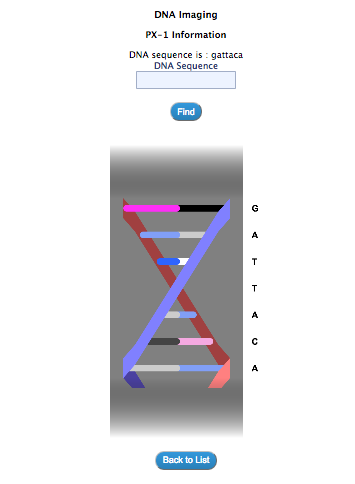 DNA Imaging
PX-1 Information
DNA sequence is : gattaca
DNA Sequence
Find
G
A
T
T
A
C
A
Back to List